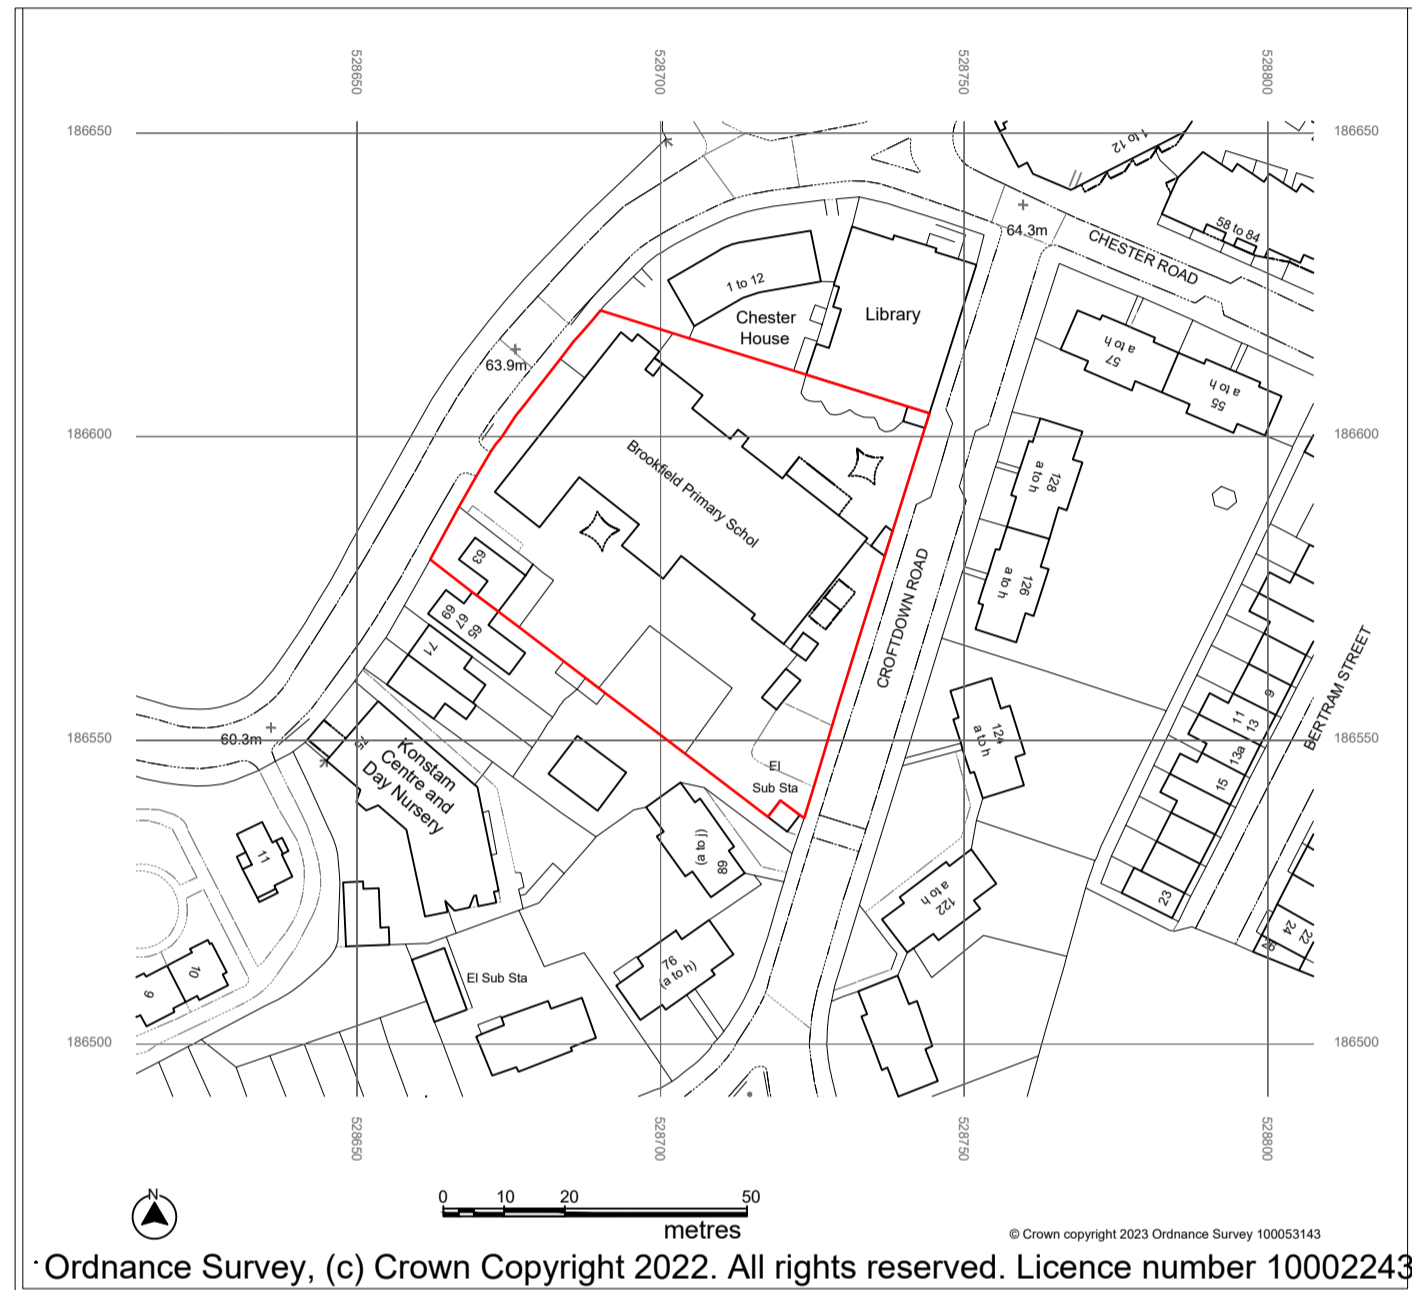 528650
528700
528750
528800
186650
186650
1 to 12
58 to 84
64.3m
CHESTER ROAD
1 to 12
Chester
House
Library
63.9m
57
a to h
55
a to h
186600
186600
Brookfield Primary Schol
128
a to h
126
a to h
CROFTDOWN ROAD
63
69
67
65
71
BERTRAM STREET
9
11
13
13a
15
23
124
a to h
186550
186550
60.3m
75
Konstam
Centre and
Day Nursery
El
Sub Sta
(a to j)
89
11
122
a to h
22
24
26
10
9
El Sub Sta
76
(a to h)
186500
186500
528650
528700
528750
528800
N
0 10 20 50
metres
© Crown copyright 2023 Ordnance Survey 100053143
Ordnance Survey, (c) Crown Copyright 2022. All rights reserved. Licence number 10002243